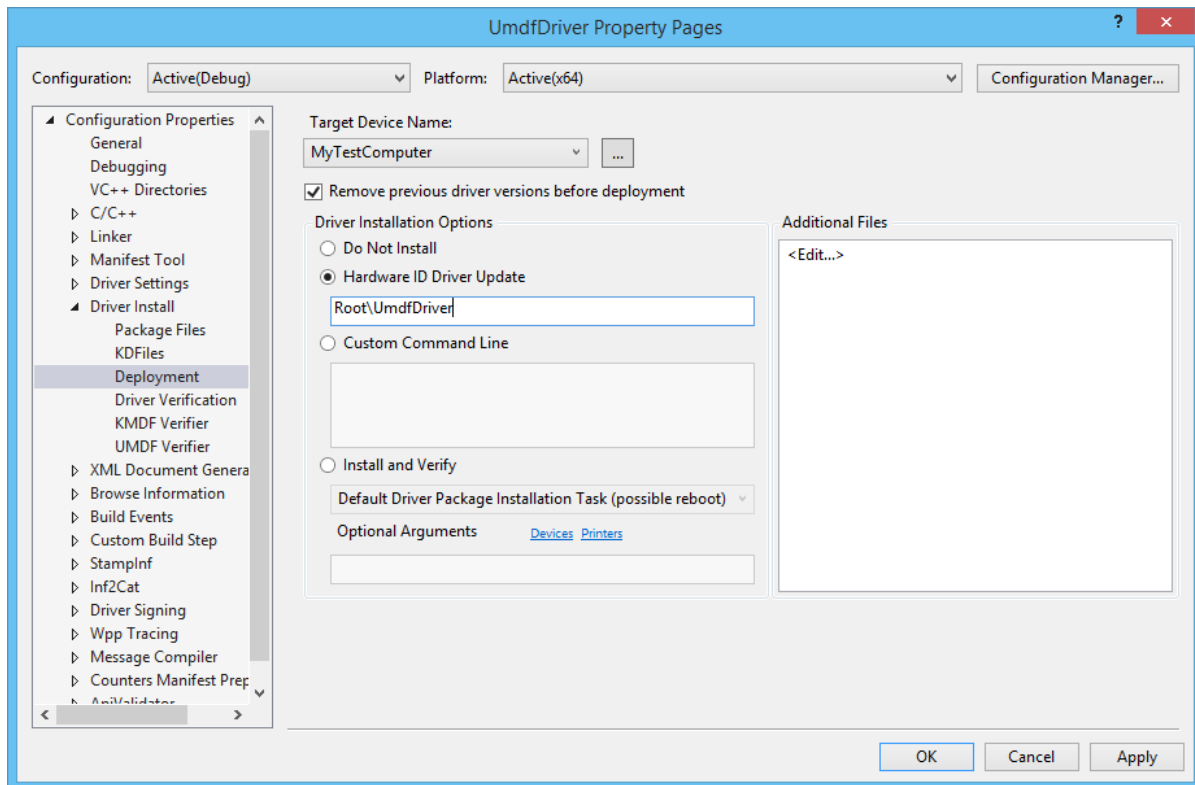 UmdfDriver Property Pages
?
Configuration: Active(Debug) Platform: Active(x64) Configuration Manager...
Configuration Properties
General
Debugging
VC++ Directories
C/C++
Linker
Manifest Tool
Driver Settings
Driver Install
Package Files
KDFiles
Deployment
Driver Verification
KMDF Verifier
UMDF Verifier
XML Document Genera
Browse Information
Build Events
Custom Build Step
StampInf
Inf2Cat
Driver Signing
Wpp Tracing
Message Compiler
Counters Manifest Prep
ApiValidator
Target Device Name:
MyTestComputer ...
Remove previous driver versions before deployment
Driver Installation Options
Do Not Install
Hardware ID Driver Update
Root\UmdfDriver
Custom Command Line
Install and Verify
Default Driver Package Installation Task (possible reboot)
Optional Arguments Devices Printers
Additional Files
<Edit...>
OK Cancel Apply